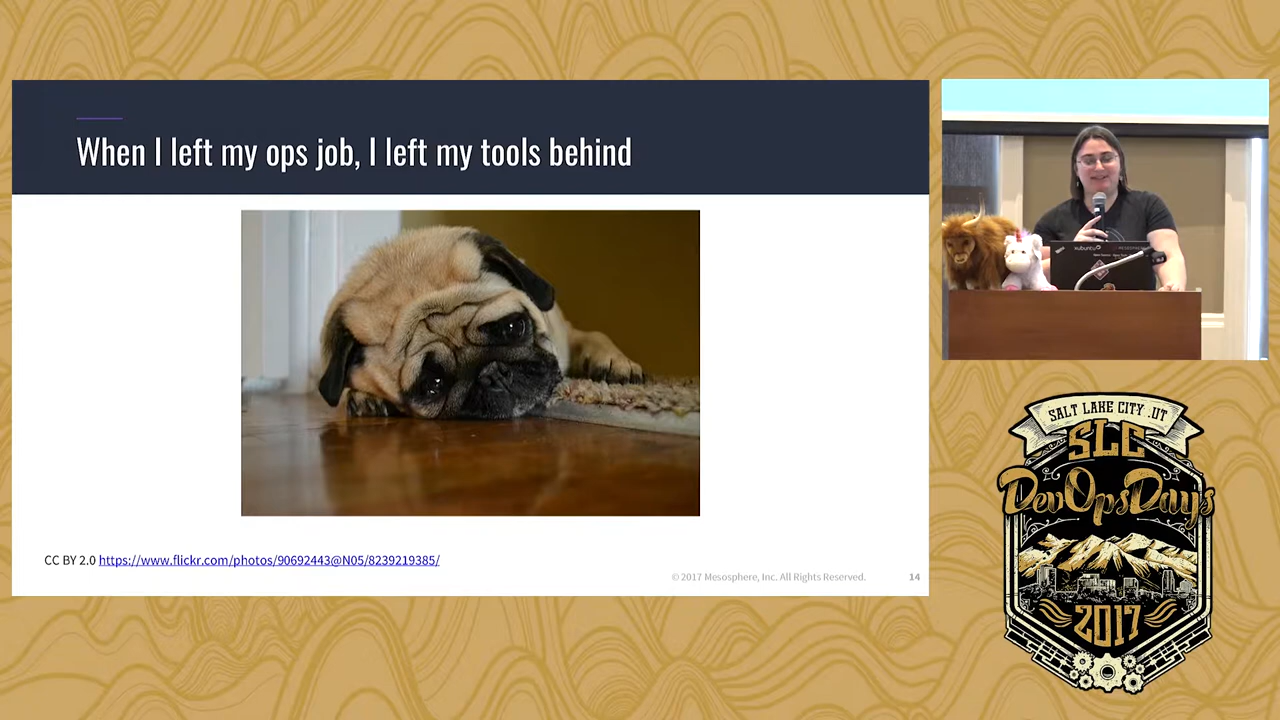 When I left my ops job, I left my tools behind
CC BY 2.0 https://www.flickr.com/photos/90692443@N05/8239219385/
© 2017 Mesosphere, Inc. All Rights Reserved.
14
xubuntu
SALT LAKE CITY .UT
SLC
DevOpsDays
2017